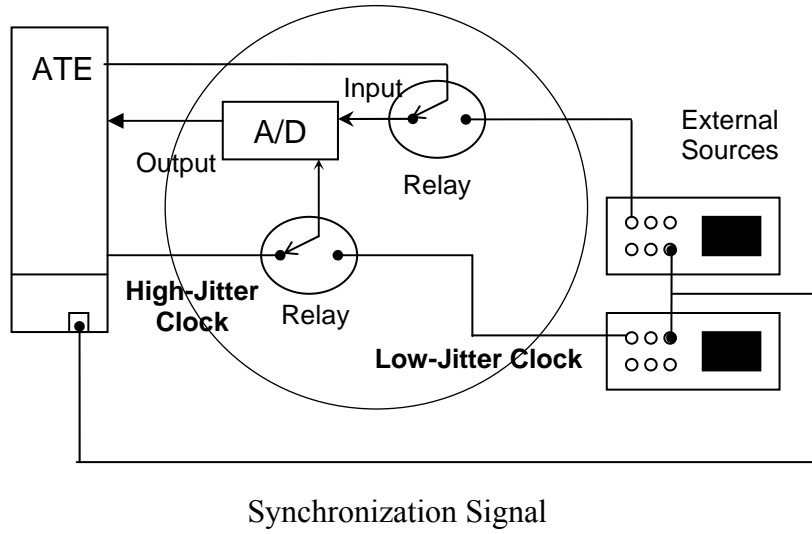 ATE
Input
A/D
Output
Relay
External
Sources
High-Jitter
Clock
Relay
Low-Jitter Clock
Synchronization Signal